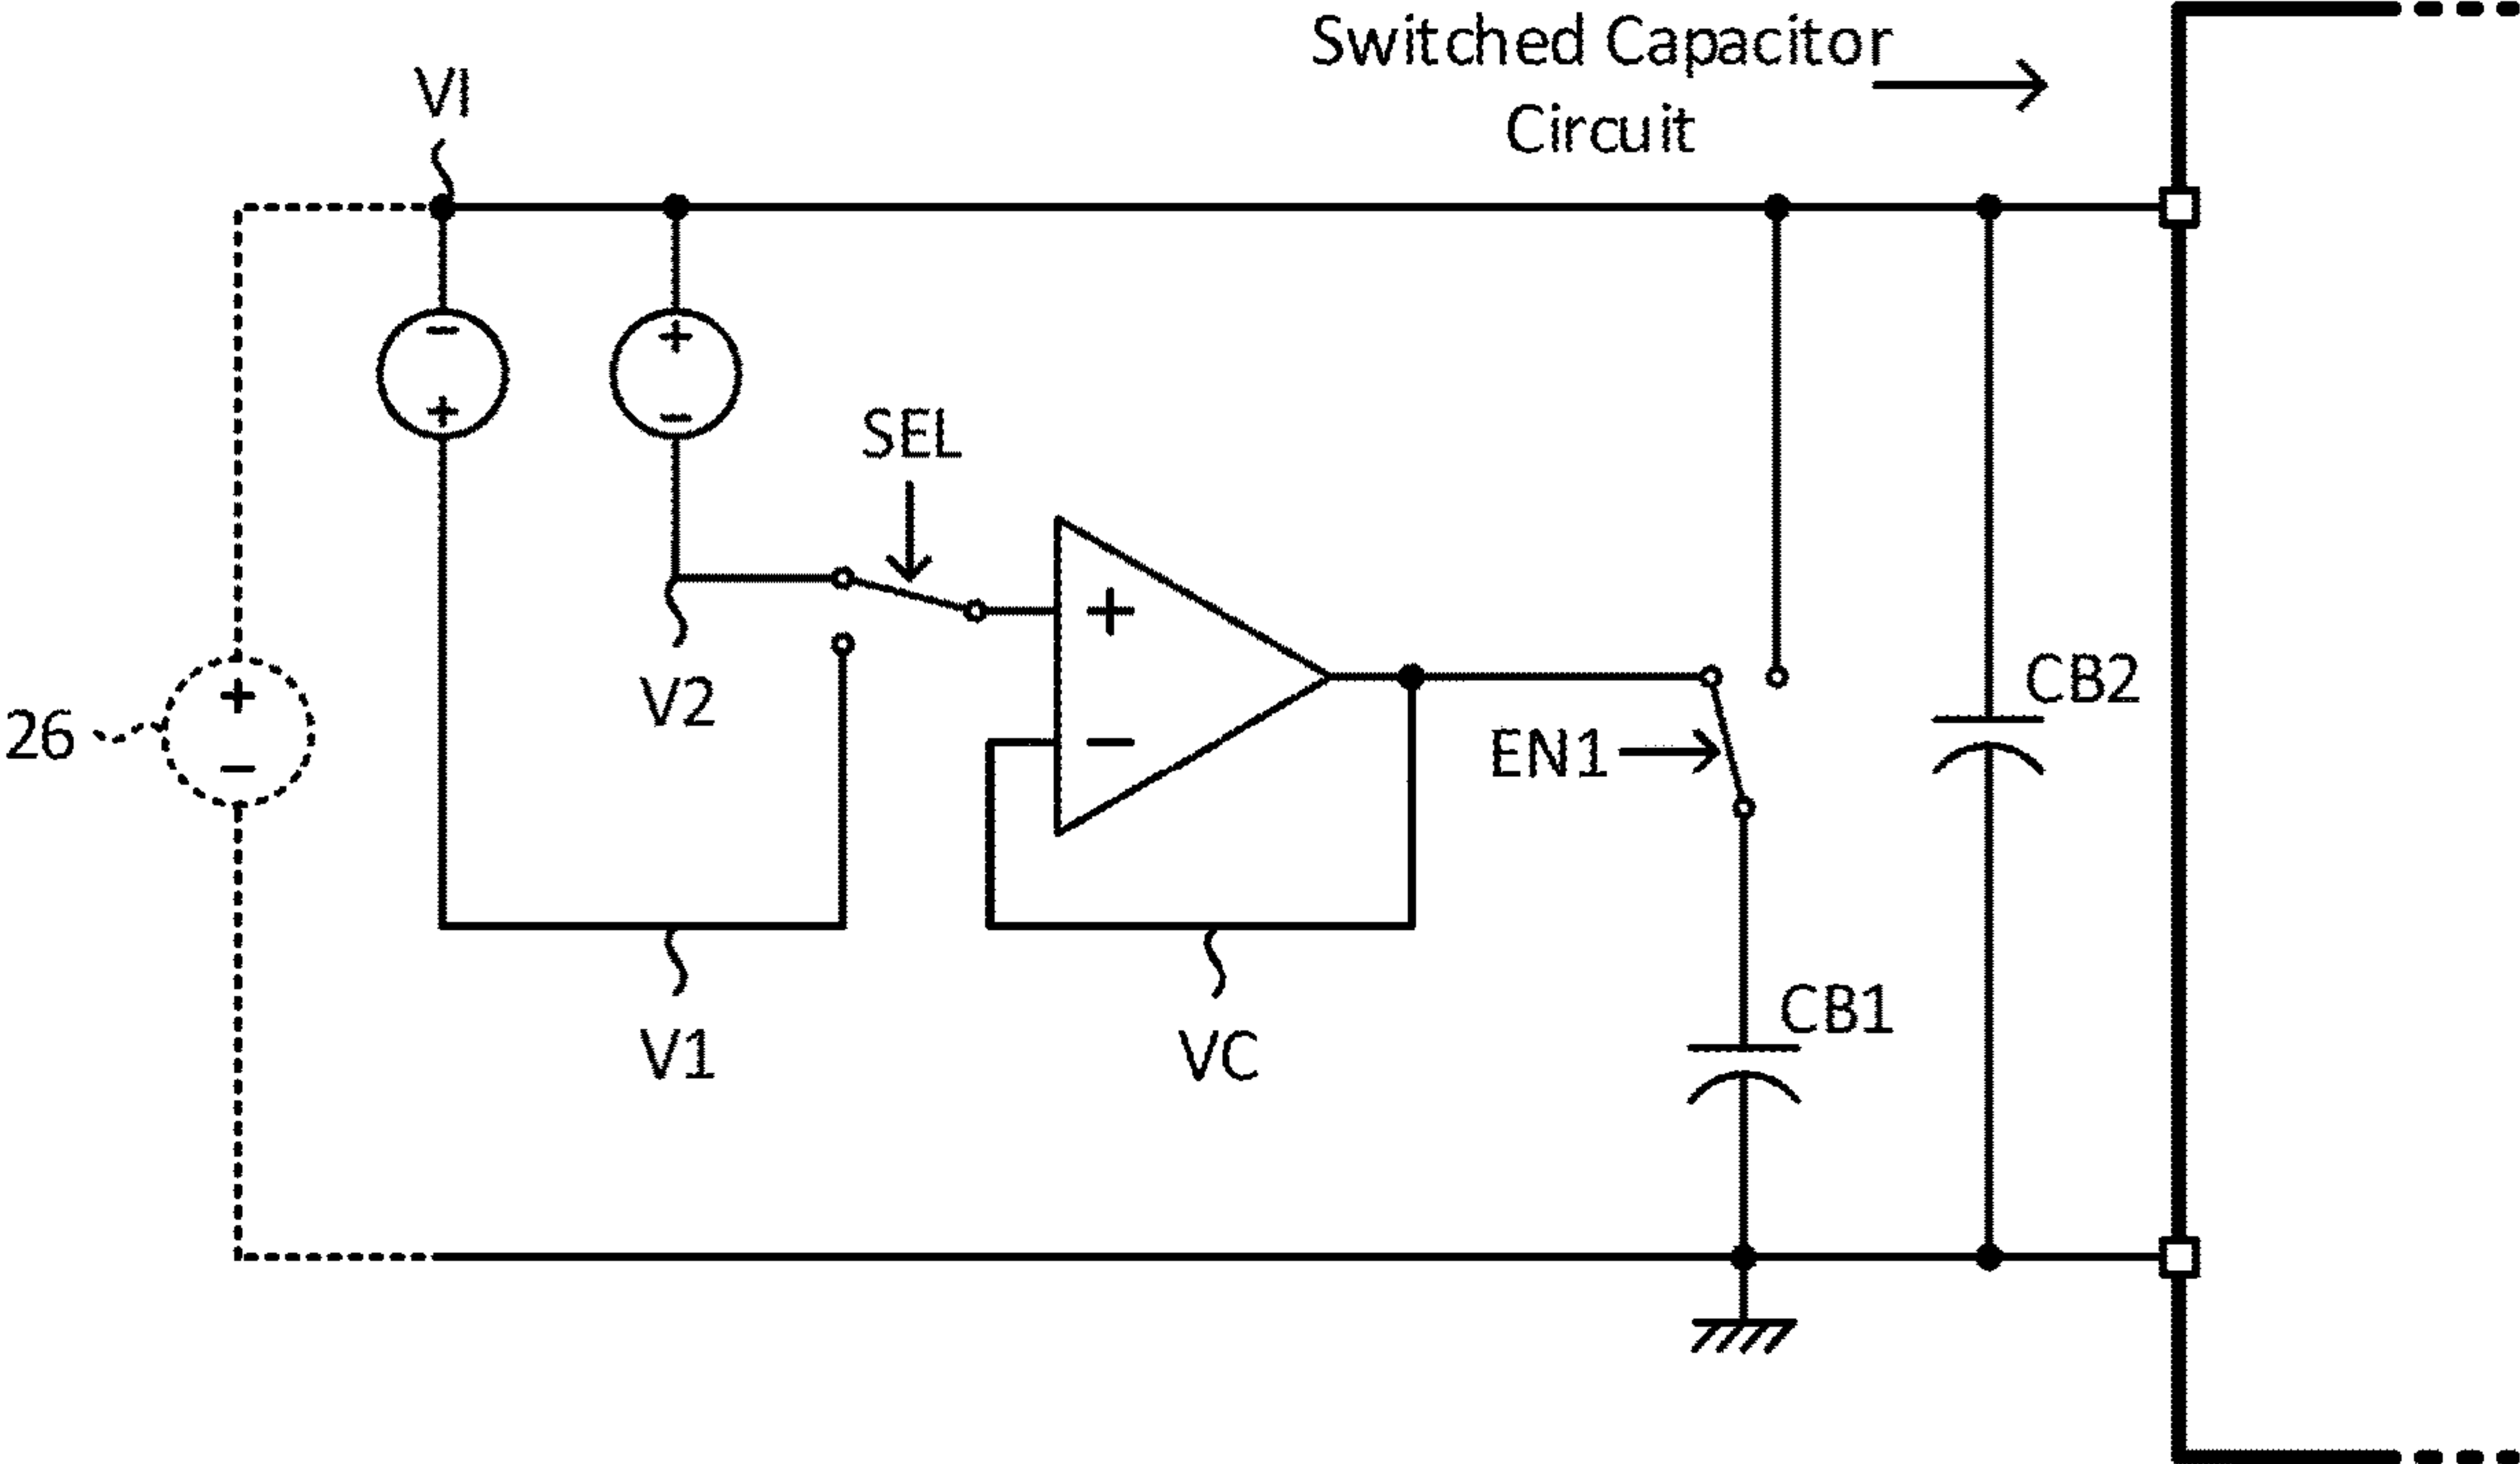 Switched Capacitor
Circuit
VI
SEL
V2
26
EN1
CB2
CB1
V1
VC